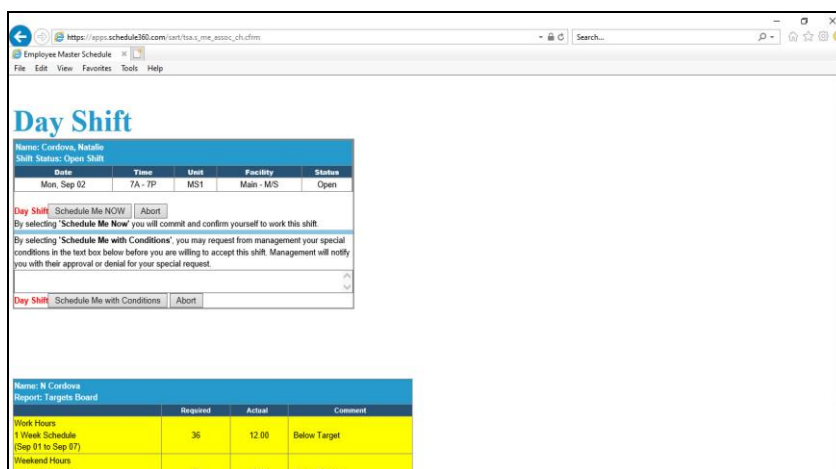 https://apps.schedule360.com/sart/tsa.s_me_assoc_ch.cfrm
Search...
Employee Master Schedule
File Edit View Favorites Tools Help
Day Shift
Name: Cordova, Natalie
Shift Status: Open Shift
Date Time Unit Facility Status
Mon, Sep 02 7A - 7P MS1 Main - M/S Open
Day Shift Schedule Me NOW Abort
By selecting 'Schedule Me Now' you will commit and confirm yourself to work this shift.
By selecting 'Schedule Me with Conditions', you may request from management your special
conditions in the text box below before you are willing to accept this shift. Management will notify
you with their approval or denial for your special request.
Day Shift Schedule Me with Conditions Abort
Name: N Cordova
Report: Targets Board
Required Actual Comment
Work Hours
1 Week Schedule 36 12.00 Below Target
(Sep 01 to Sep 07)
Weekend Hours